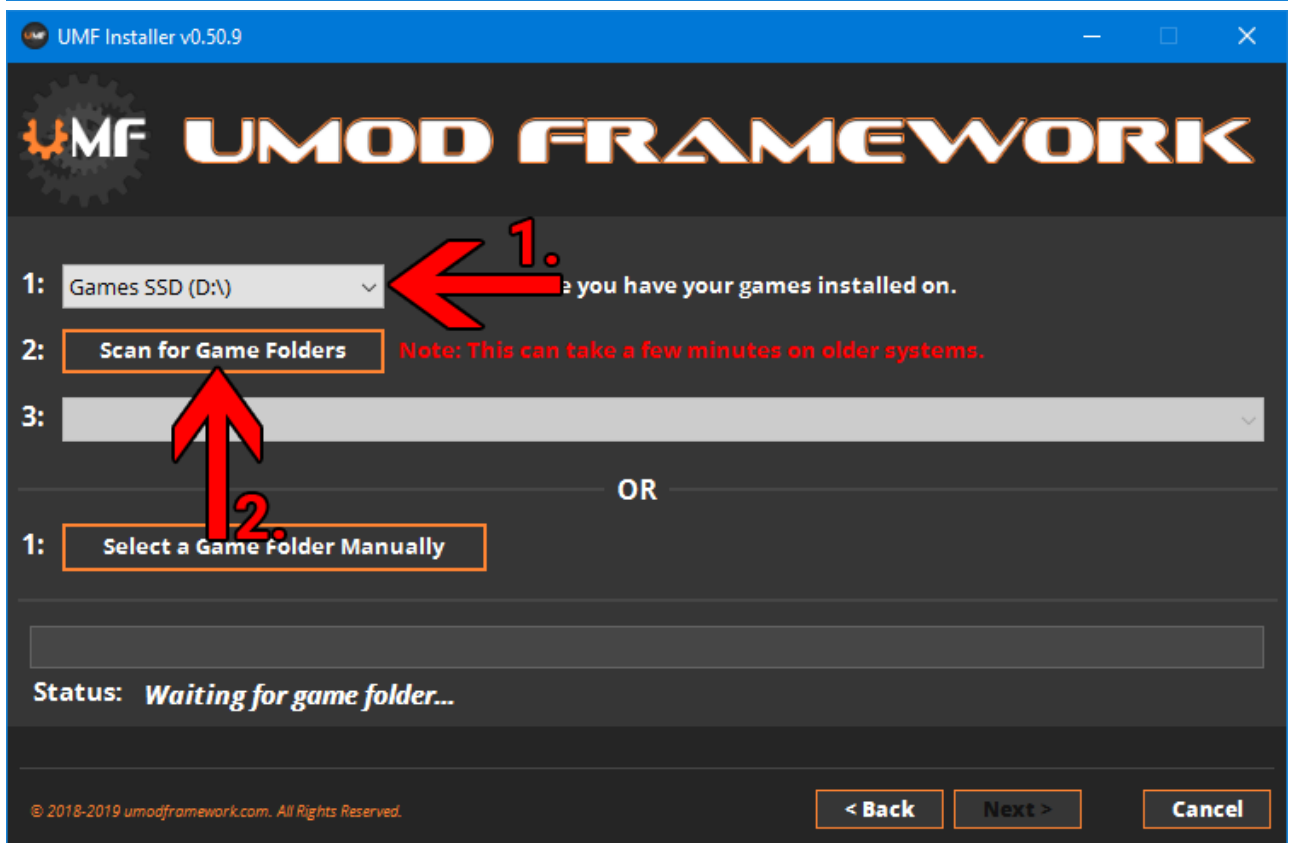 UMF Installer v0.50.9
UMF UMOD FRAMEWORK
1.
1: Games SSD (D:\) you have your games installed on.
2: Scan for Game Folders Note: This can take a few minutes on older systems.
3:
OR
2.
1: Select a Game Folder Manually
Status: Waiting for game folder...
© 2018-2019 umodframework.com. All Rights Reserved.
< Back Next > Cancel